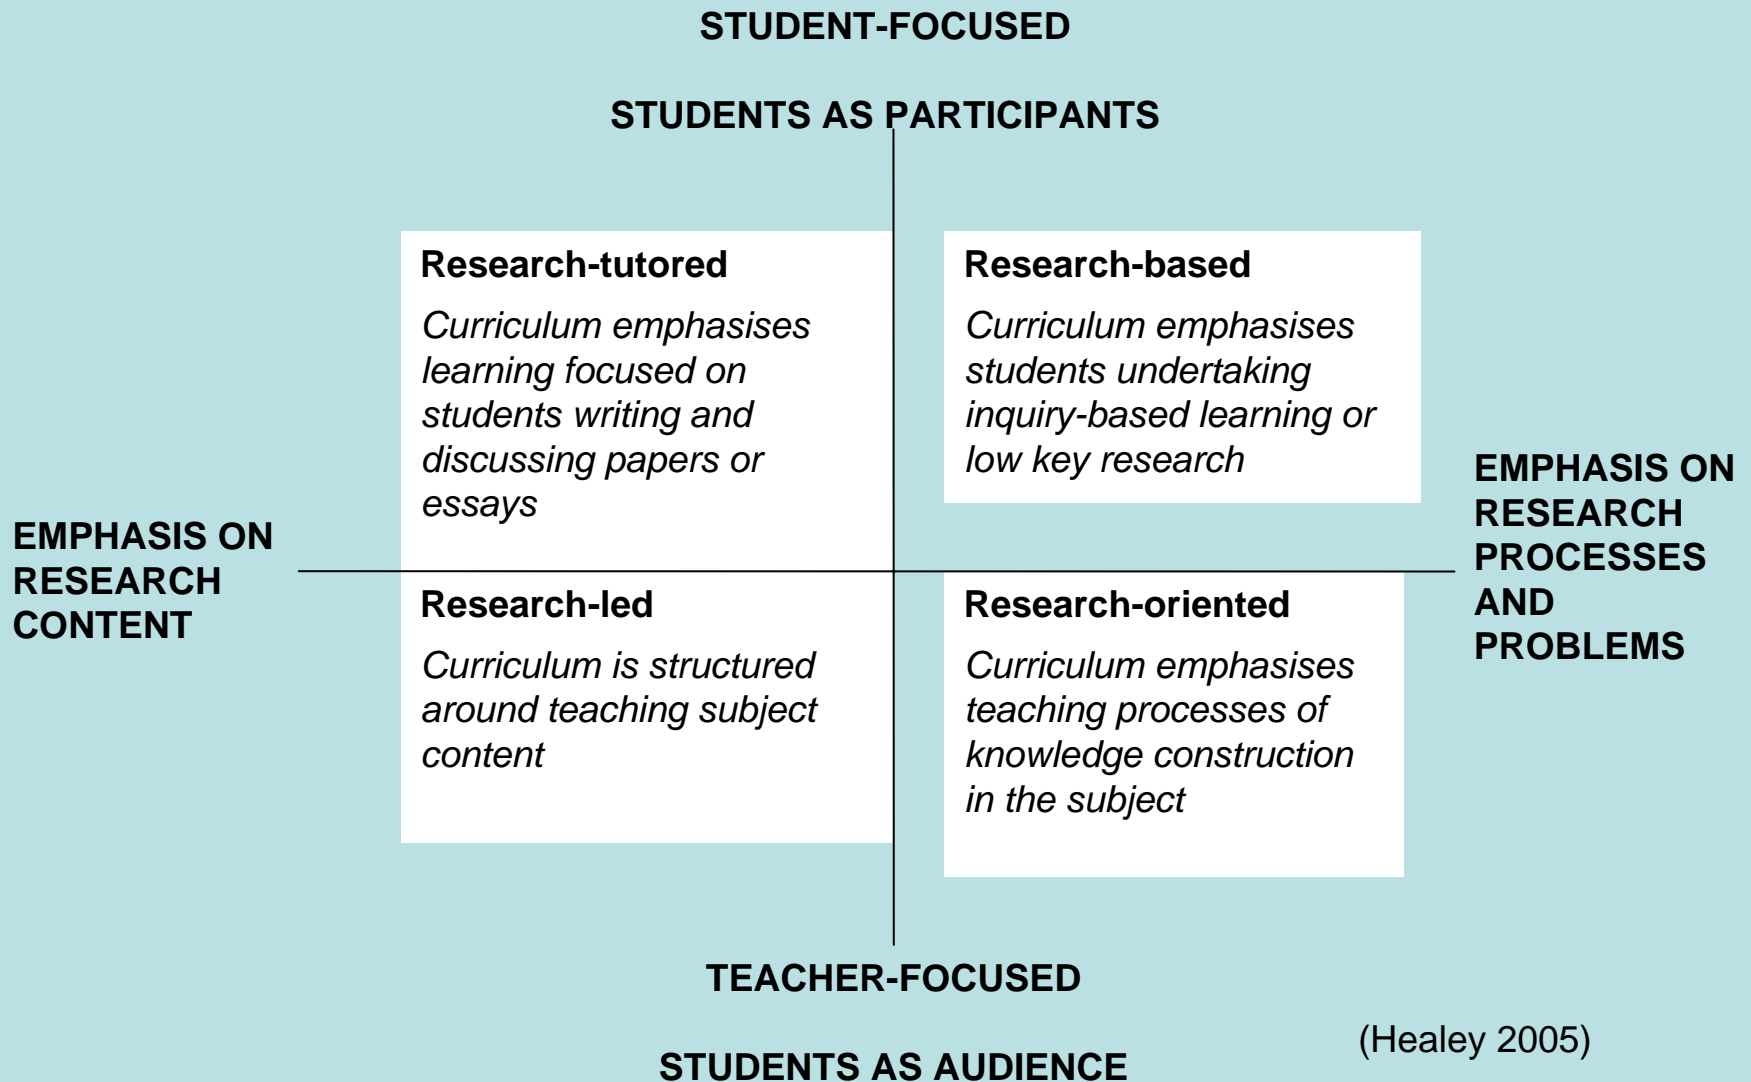 STUDENT-FOCUSED
STUDENTS AS PARTICIPANTS
Research-tutored
Curriculum emphasises
learning focused on
students writing and
discussing papers or
essays
Research-based
Curriculum emphasises
students undertaking
inquiry-based learning or
low key research
EMPHASIS ON
RESEARCH
CONTENT
EMPHASIS ON
RESEARCH
PROCESSES
AND
PROBLEMS
Research-led
Curriculum is structured
around teaching subject
content
Research-oriented
Curriculum emphasises
teaching processes of
knowledge construction
in the subject
TEACHER-FOCUSED
STUDENTS AS AUDIENCE
(Healey 2005)